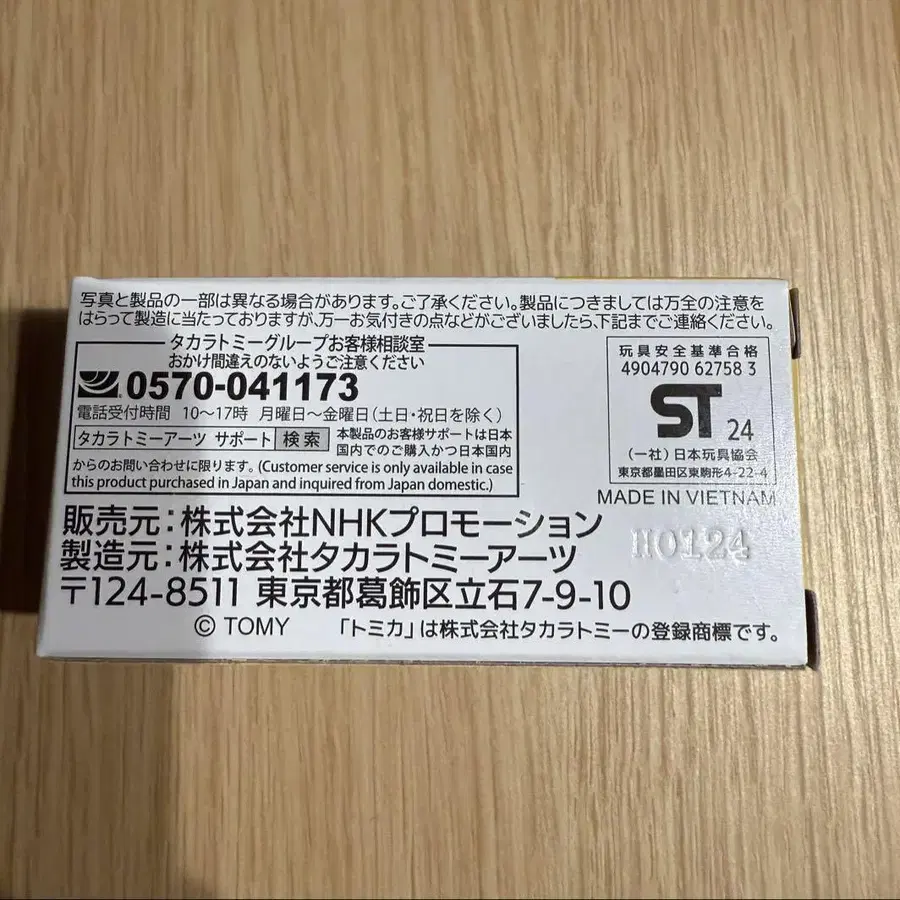 写真と製品の一部は異なる場合があります。ご了承ください。製品につきましては万全の注意を
はらって製造に当たっておりますが、万一お気付きの点などがございましたら、下記までご連絡ください。
タカラトミーグループお客様相談室
おかけ間違えのないようご注意ください
0570-041173
電話受付時間 10～17時 月曜日～金曜日(土日・祝日を除く)
タカラトミーアーツ サポート 検索 本製品のお客様サポートは日本
国内でのご購入かつ日本国内
からのお問い合わせに限ります。(Customer service is only available in case
this product purchased in Japan and inquired from Japan domestic.)
玩具安全基準合格
4904790 62758 3
ST 24
(一社)日本玩具協会
東京都墨田区東駒形4-22-4
MADE IN VIETNAM
H0124
販売元:株式会社NHKプロモーション
製造元:株式会社タカラトミーアーツ
〒124-8511 東京都葛飾区立石7-9-10
© TOMY 「トミカ」は株式会社タカラトミーの登録商標です。